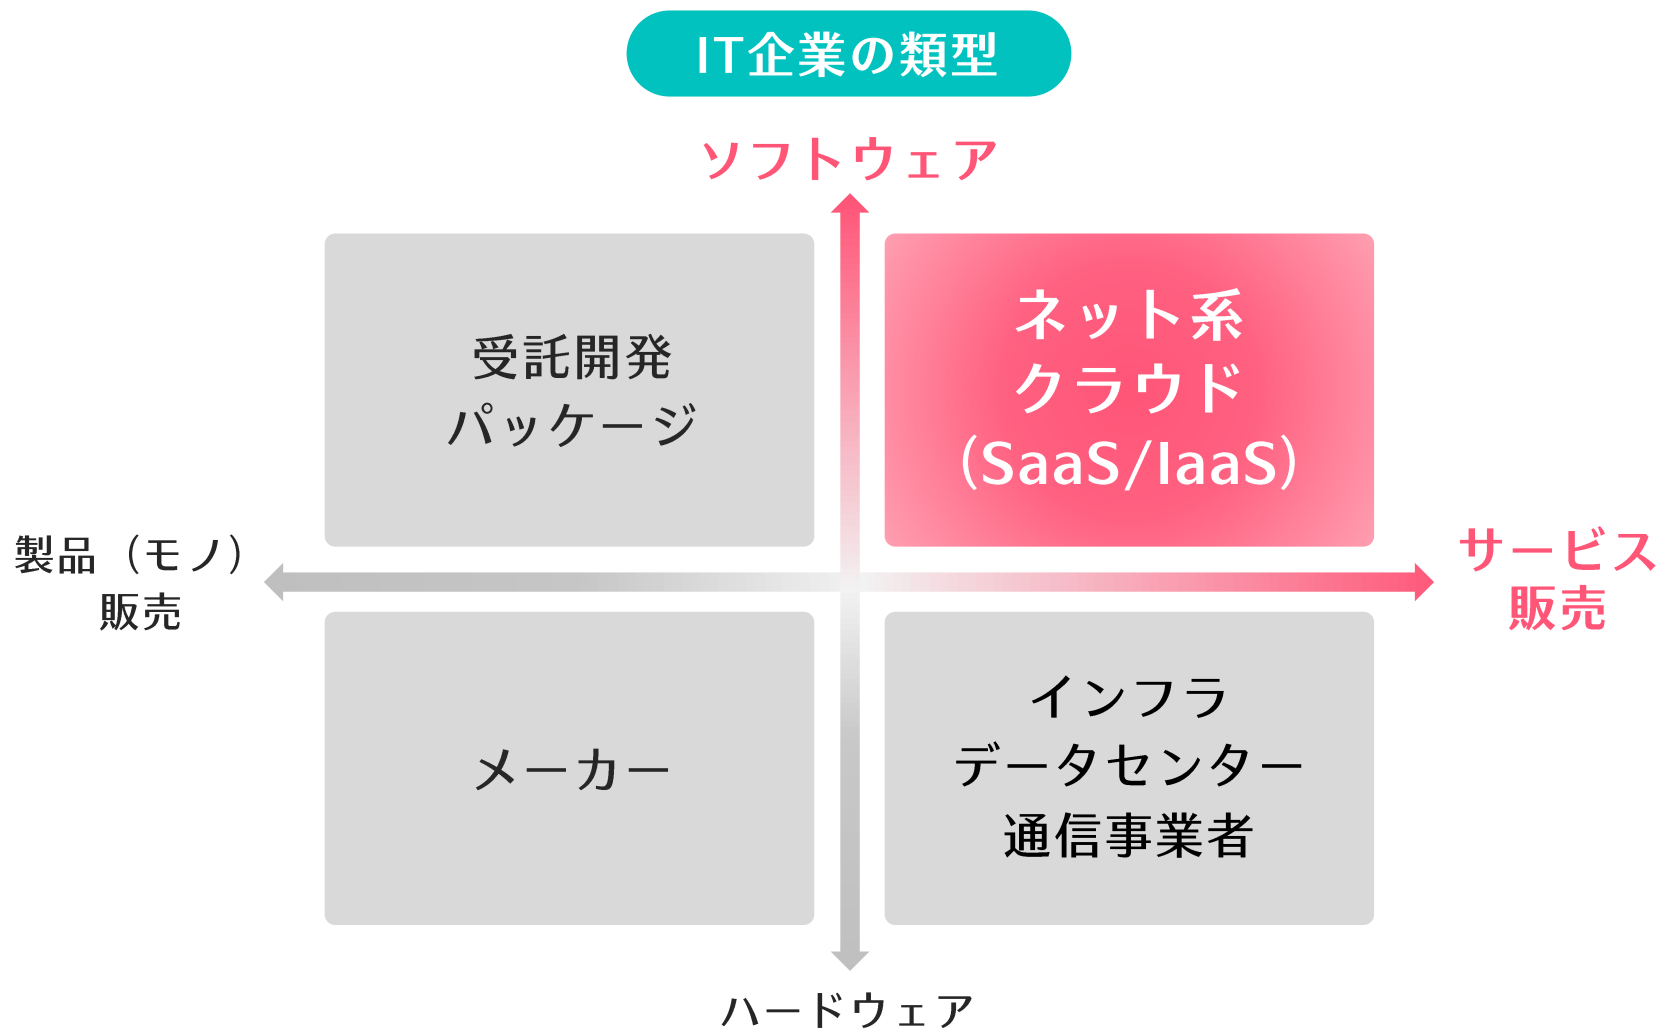 IT企業の類型
ソフトウェア
受託開発
パッケージ
ネット系
クラウド
（SaaS/IaaS）
製品（モノ）
販売
サービス
販売
メーカー
インフラ
データセンター
通信事業者
ハードウェア